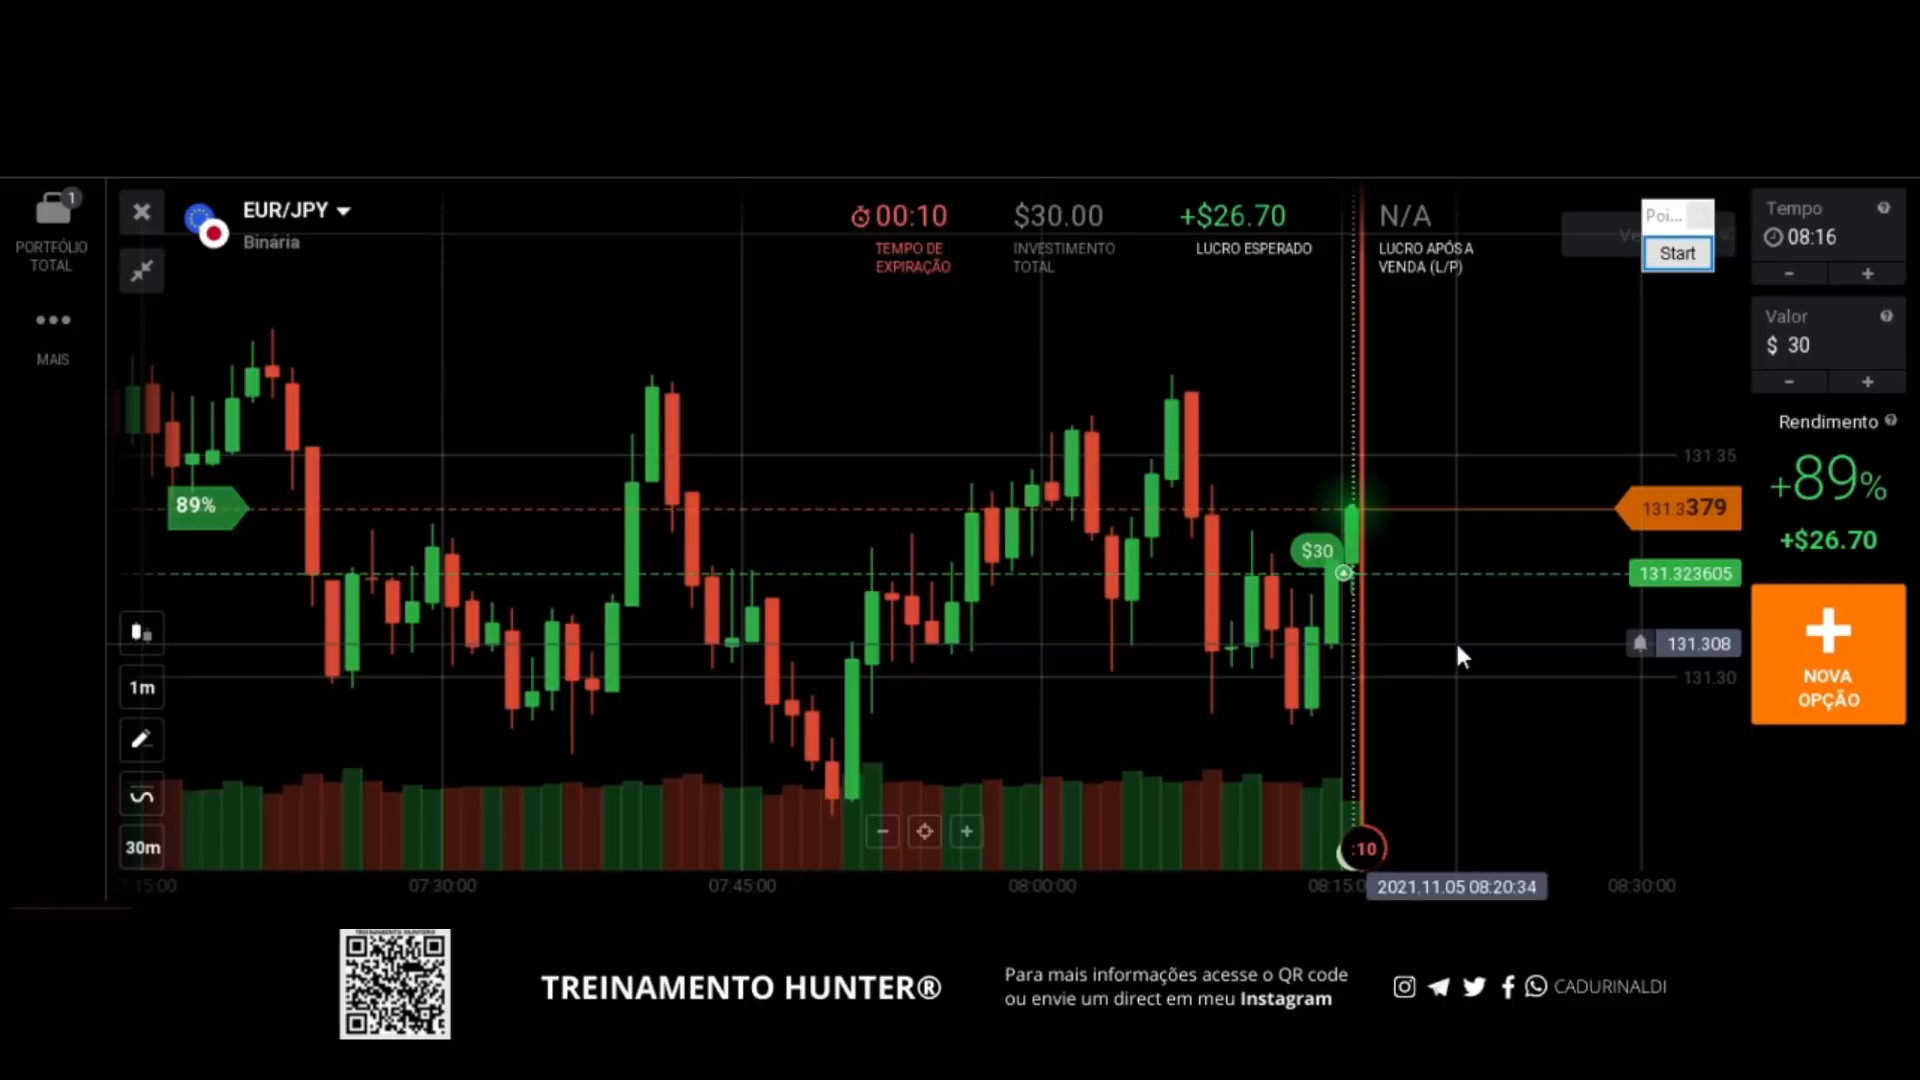 1
PORTFÓLIO
TOTAL
MAIS
EUR/JPY
Binária
00:10
TEMPO DE
EXPIRAÇÃO
$30.00
INVESTIMENTO
TOTAL
+$26.70
LUCRO ESPERADO
N/A
LUCRO APÓS A
VENDA (L/P)
Poi...
Start
Tempo
08:16
Valor
$ 30
Rendimento
+89%
+$26.70
NOVA
OPÇÃO
89%
$30
131.35
131.3379
131.323605
131.308
131.30
1m
30m
:10
07:30:00
07:45:00
08:00:00
2021.11.05 08:20:34
08:30:00
TREINAMENTO HUNTER®
Para mais informações acesse o QR code
ou envie um direct em meu Instagram
CADURINALDI